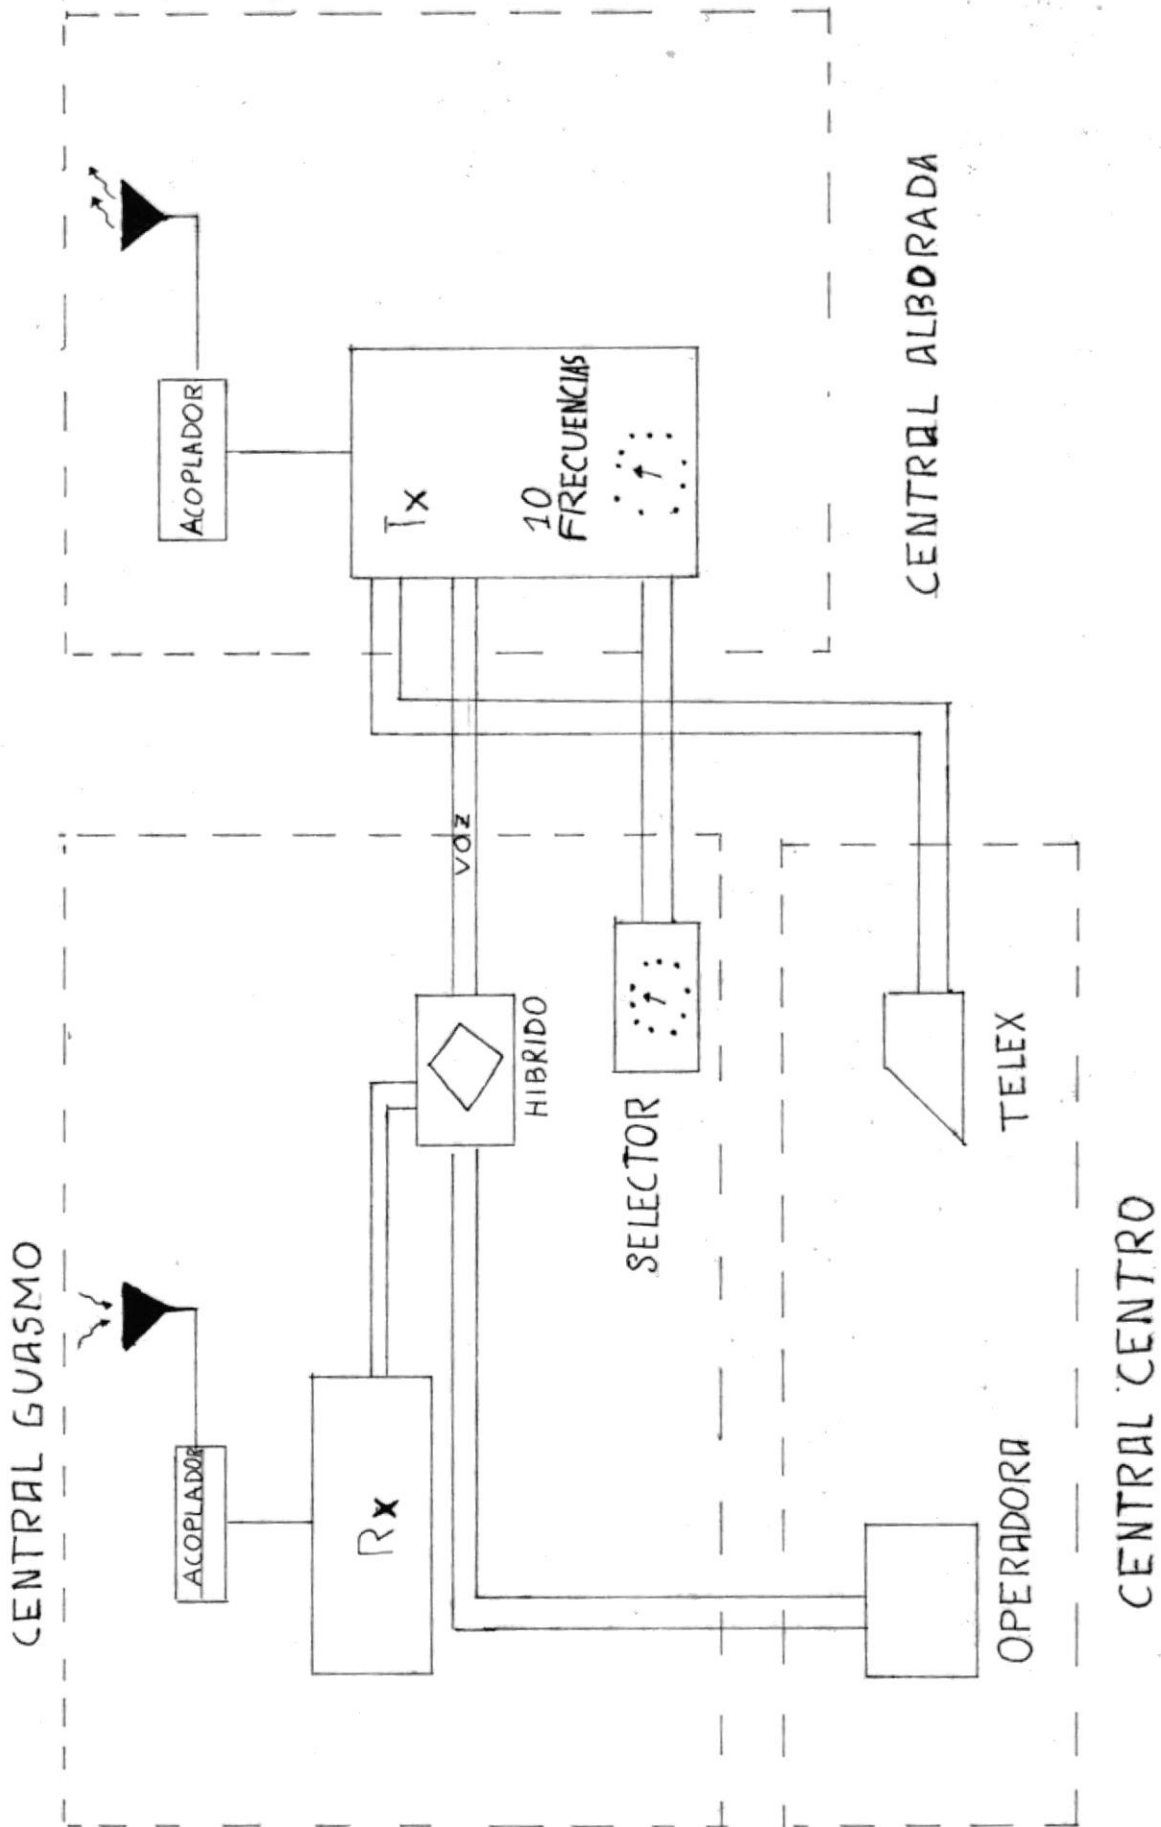 CENTRAL GUASMO
ACOPLADOR
ACOPLADOR
Rx
Tx
VOZ
10
FRECUENCIAS
HIBRIDO
SELECTOR
CENTRAL ALBORADA
OPERADORA
TELEX
CENTRAL CENTRO